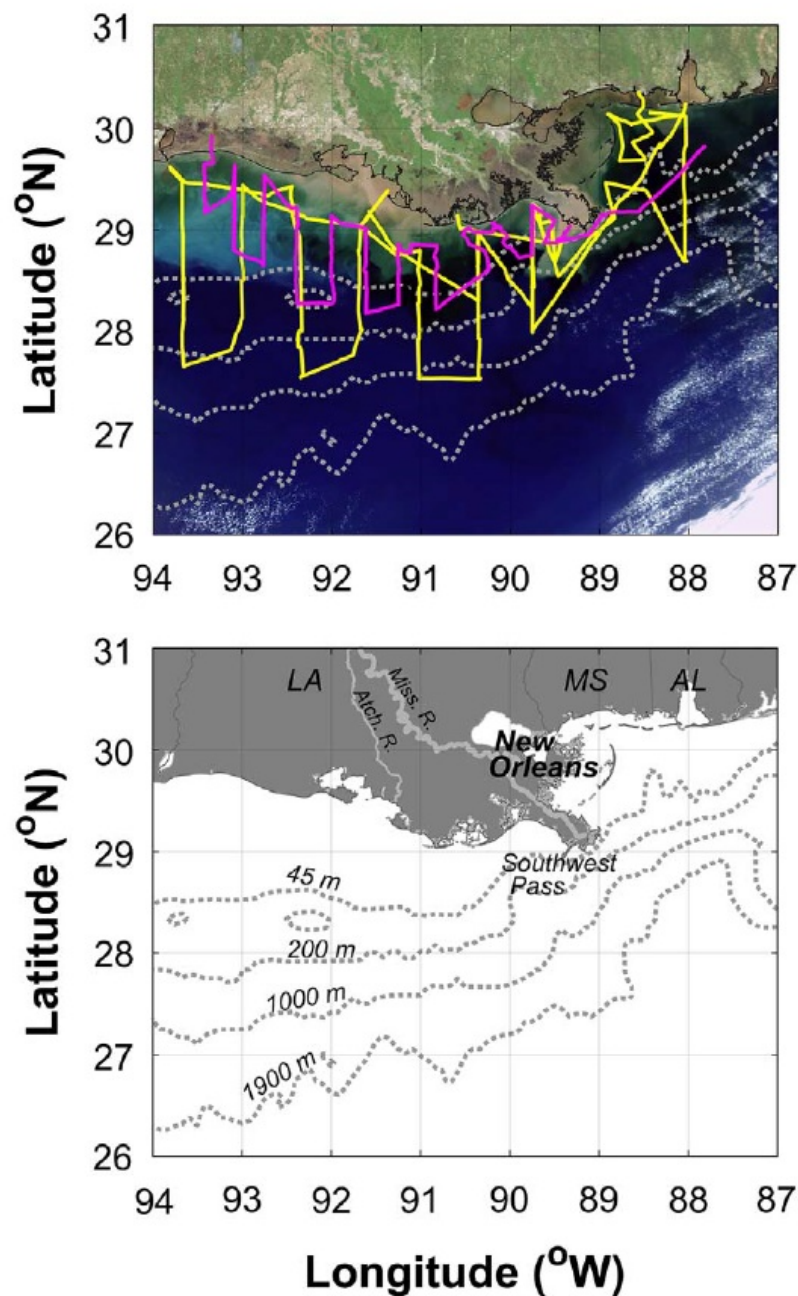 31
30
29
28
27
26
Latitude (°N)
94 93 92 91 90 89 88 87
31
30
29
28
27
26
Latitude (°N)
LA
MS
AL
Miss. R.
Atch. R.
New
Orleans
Southwest
Pass
45 m
200 m
1000 m
1900 m
94 93 92 91 90 89 88 87
Longitude (°W)